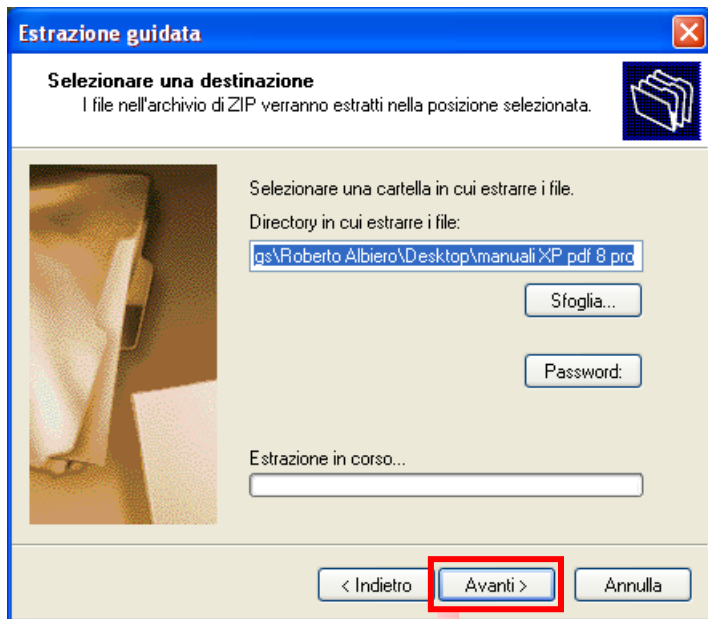 Estrazione guidata
Selezionare una destinazione
I file nell'archivio di ZIP verranno estratti nella posizione selezionata.
Selezionare una cartella in cui estrarre i file.
Directory in cui estrarre i file:
gs\Roberto Albiero\Desktop\manuali XP pdf 8 pro
Sfoglia...
Password:
Estrazione in corso...
< Indietro
Avanti >
Annulla